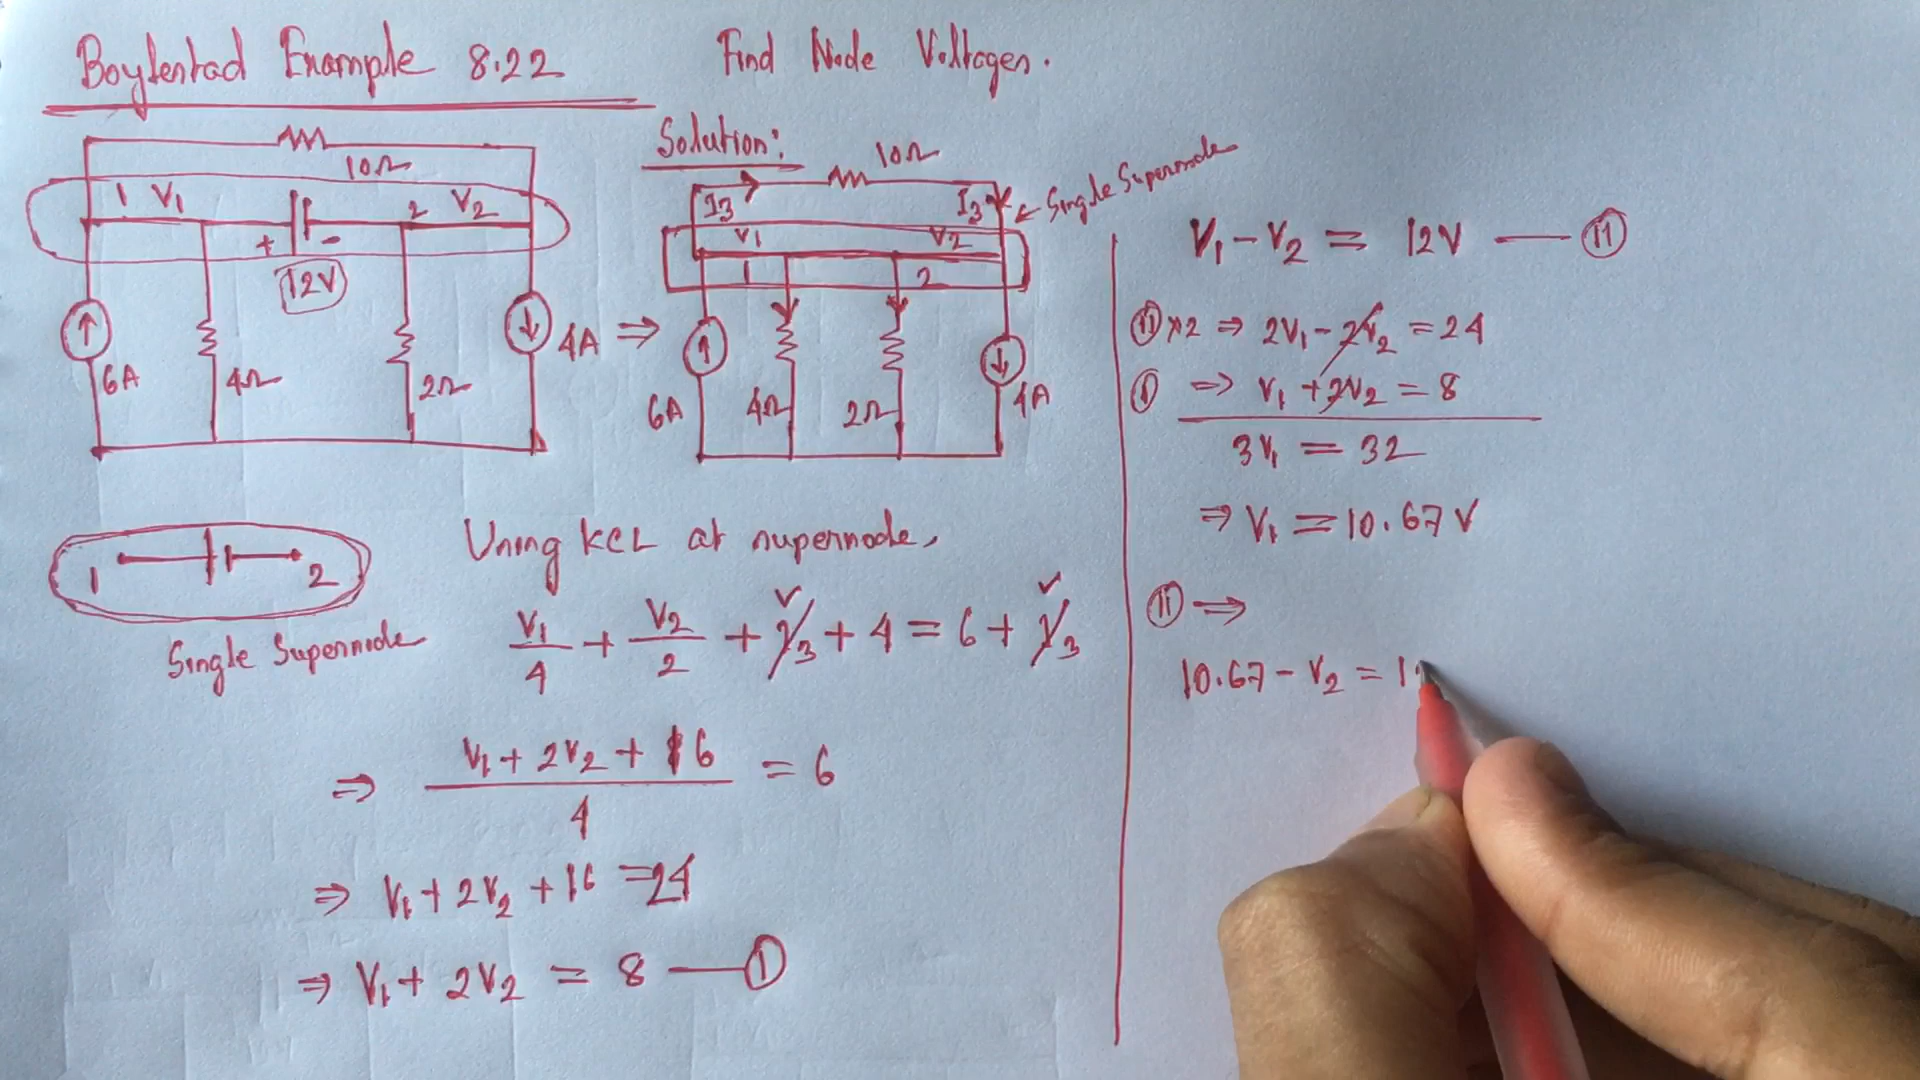 Boylestad Example 8.22
Find Node Voltages.
10Ω
1 V₁
2 V₂
+ -
12V
6A
4Ω
2Ω
4A ⇒
Solution:
10Ω
I₃
I₃
← Single Supernode
V₁
V₂
1
2
6A
4Ω
2Ω
4A
1
2
Single Supernode
Using KCL at supernode,
V₁/4 + V₂/2 + I₃ + 4 = 6 + I₃
⇒ (V₁ + 2V₂ + 16)/4 = 6
⇒ V₁ + 2V₂ + 16 = 24
⇒ V₁ + 2V₂ = 8 — Ⓘ
V₁ - V₂ = 12V — (II)
(II) × 2 ⇒ 2V₁ - 2V₂ = 24
Ⓘ ⇒ V₁ + 2V₂ = 8
3V₁ = 32
⇒ V₁ = 10.67 V
(II) ⇒
10.67 - V₂ = 1